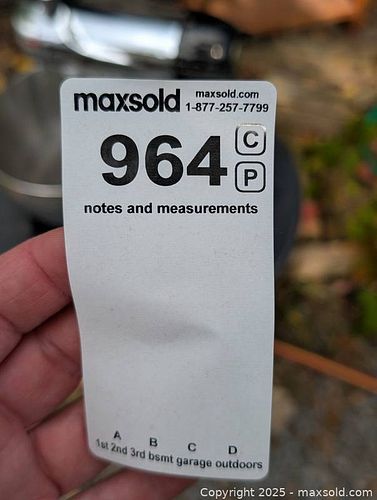 maxsold maxsold.com
1-877-257-7799
964 C
P
notes and measurements
A B C D
1st 2nd 3rd bsmt garage outdoors
Copyright 2025 - maxsold.com